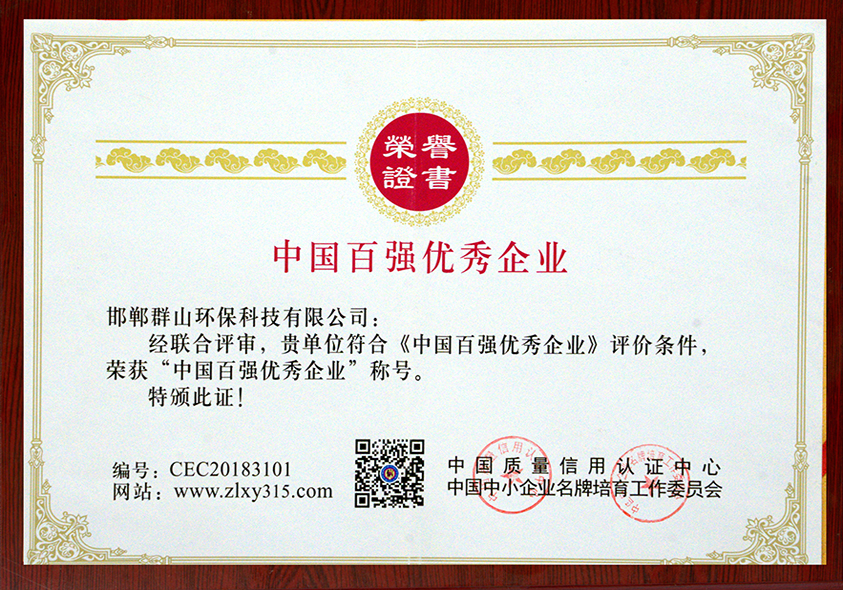 榮譽
證書
中国百强优秀企业
邯郸群山环保科技有限公司：
经联合评审，贵单位符合《中国百强优秀企业》评价条件，
荣获“中国百强优秀企业”称号。
特颁此证！
编号：CEC20183101
网站：www.zlxy315.com
中国质量信用认证中心
中国中小企业名牌培育工作委员会